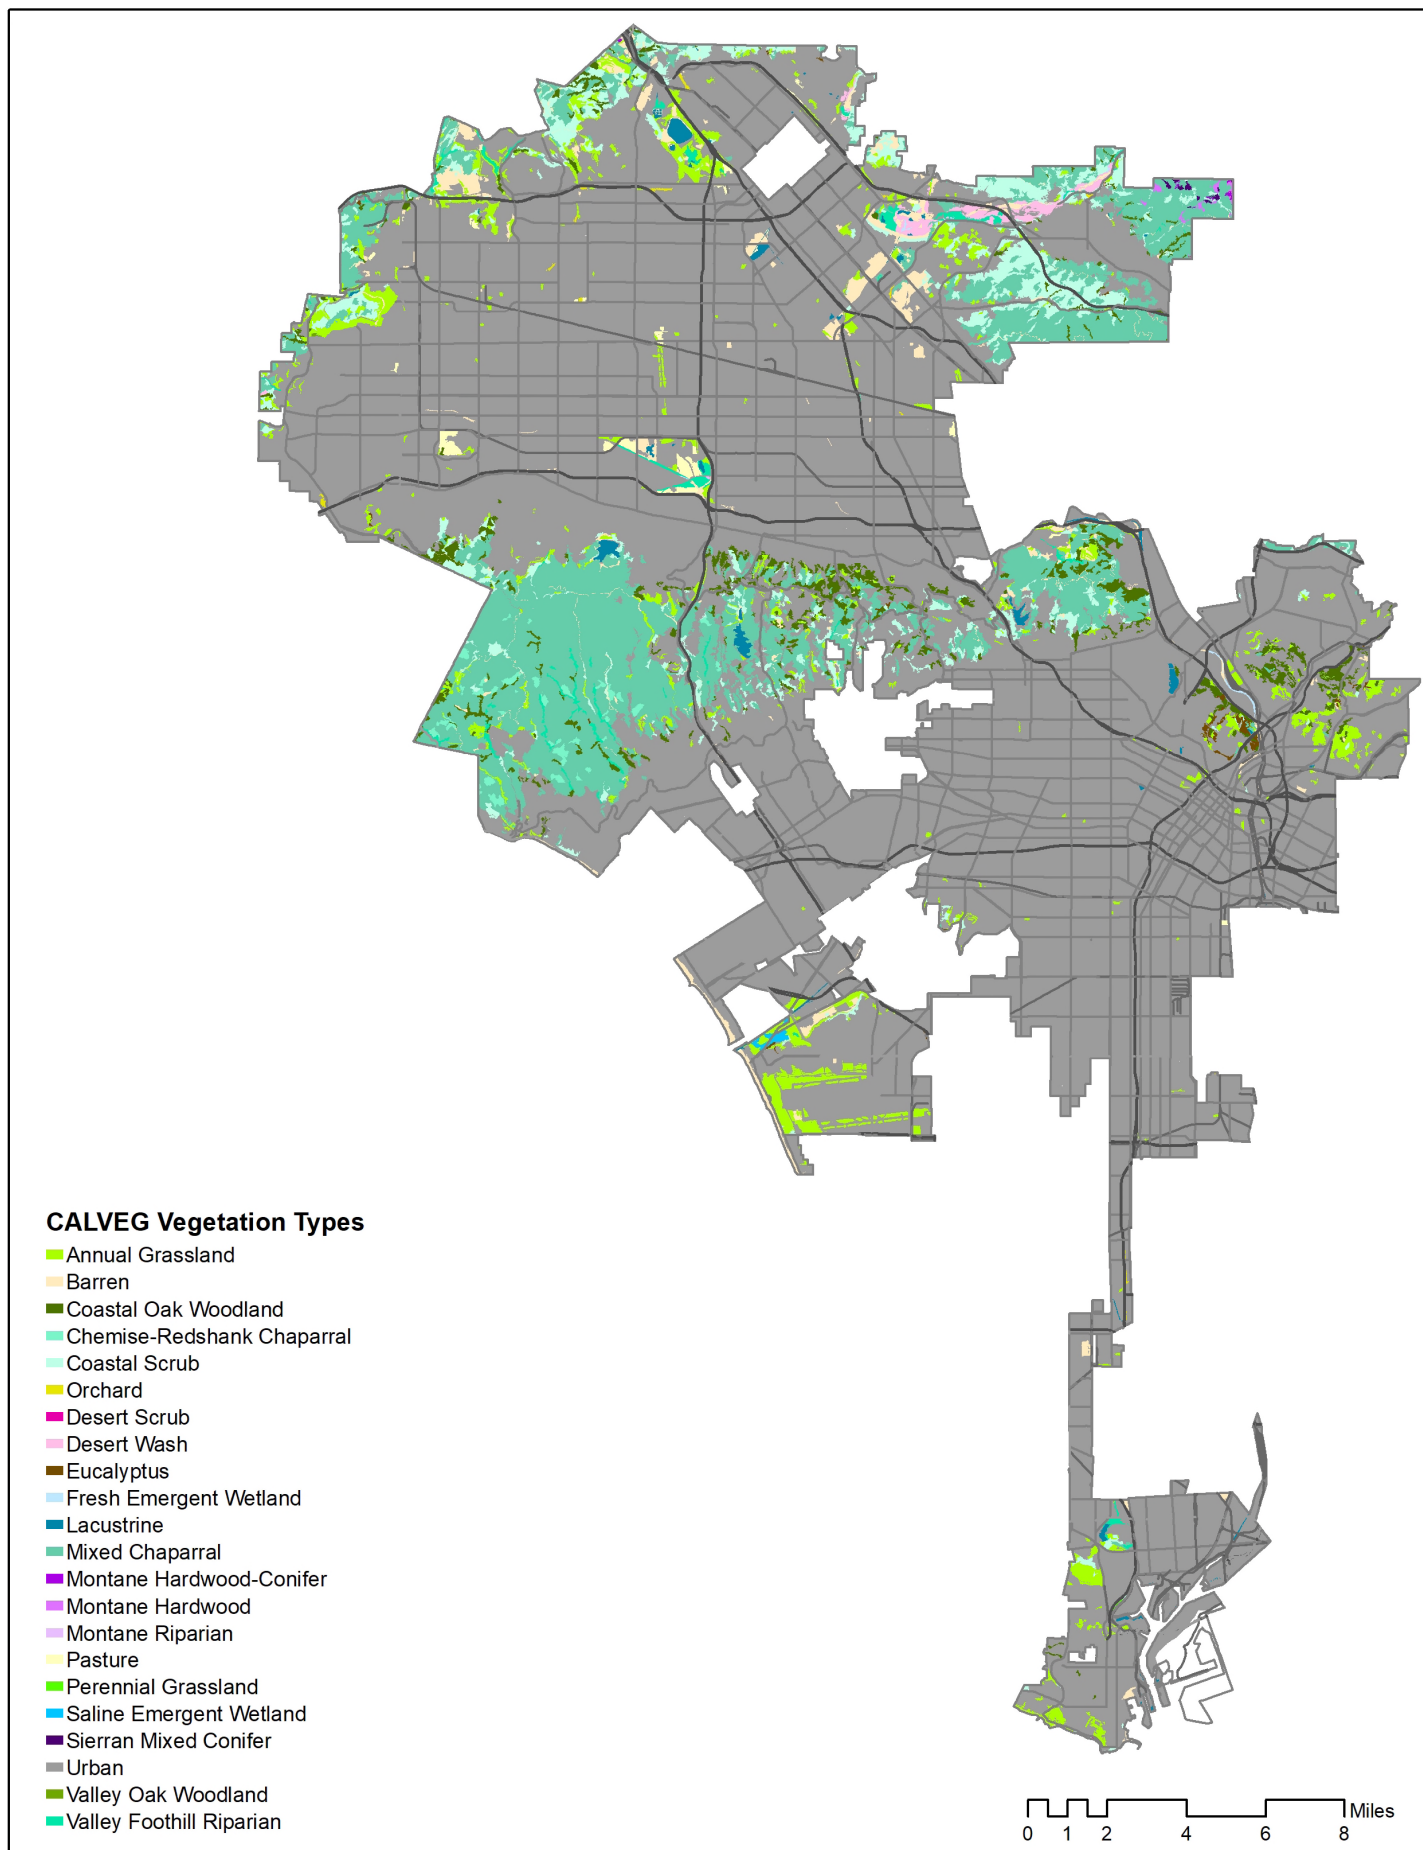 CALVEG Vegetation Types
Annual Grassland
Barren
Coastal Oak Woodland
Chemise-Redshank Chaparral
Coastal Scrub
Orchard
Desert Scrub
Desert Wash
Eucalyptus
Fresh Emergent Wetland
Lacustrine
Mixed Chaparral
Montane Hardwood-Conifer
Montane Hardwood
Montane Riparian
Pasture
Perennial Grassland
Saline Emergent Wetland
Sierran Mixed Conifer
Urban
Valley Oak Woodland
Valley Foothill Riparian
Miles
0 1 2 4 6 8